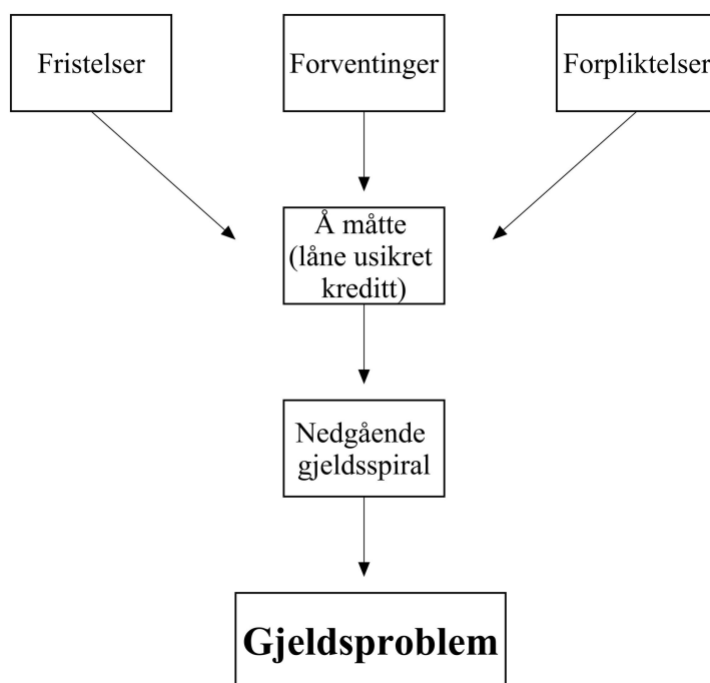 Fristelser
Forventinger
Forpliktelser
Å måtte
(låne usikret
kreditt)
Nedgående
gjeldsspiral
Gjeldsproblem